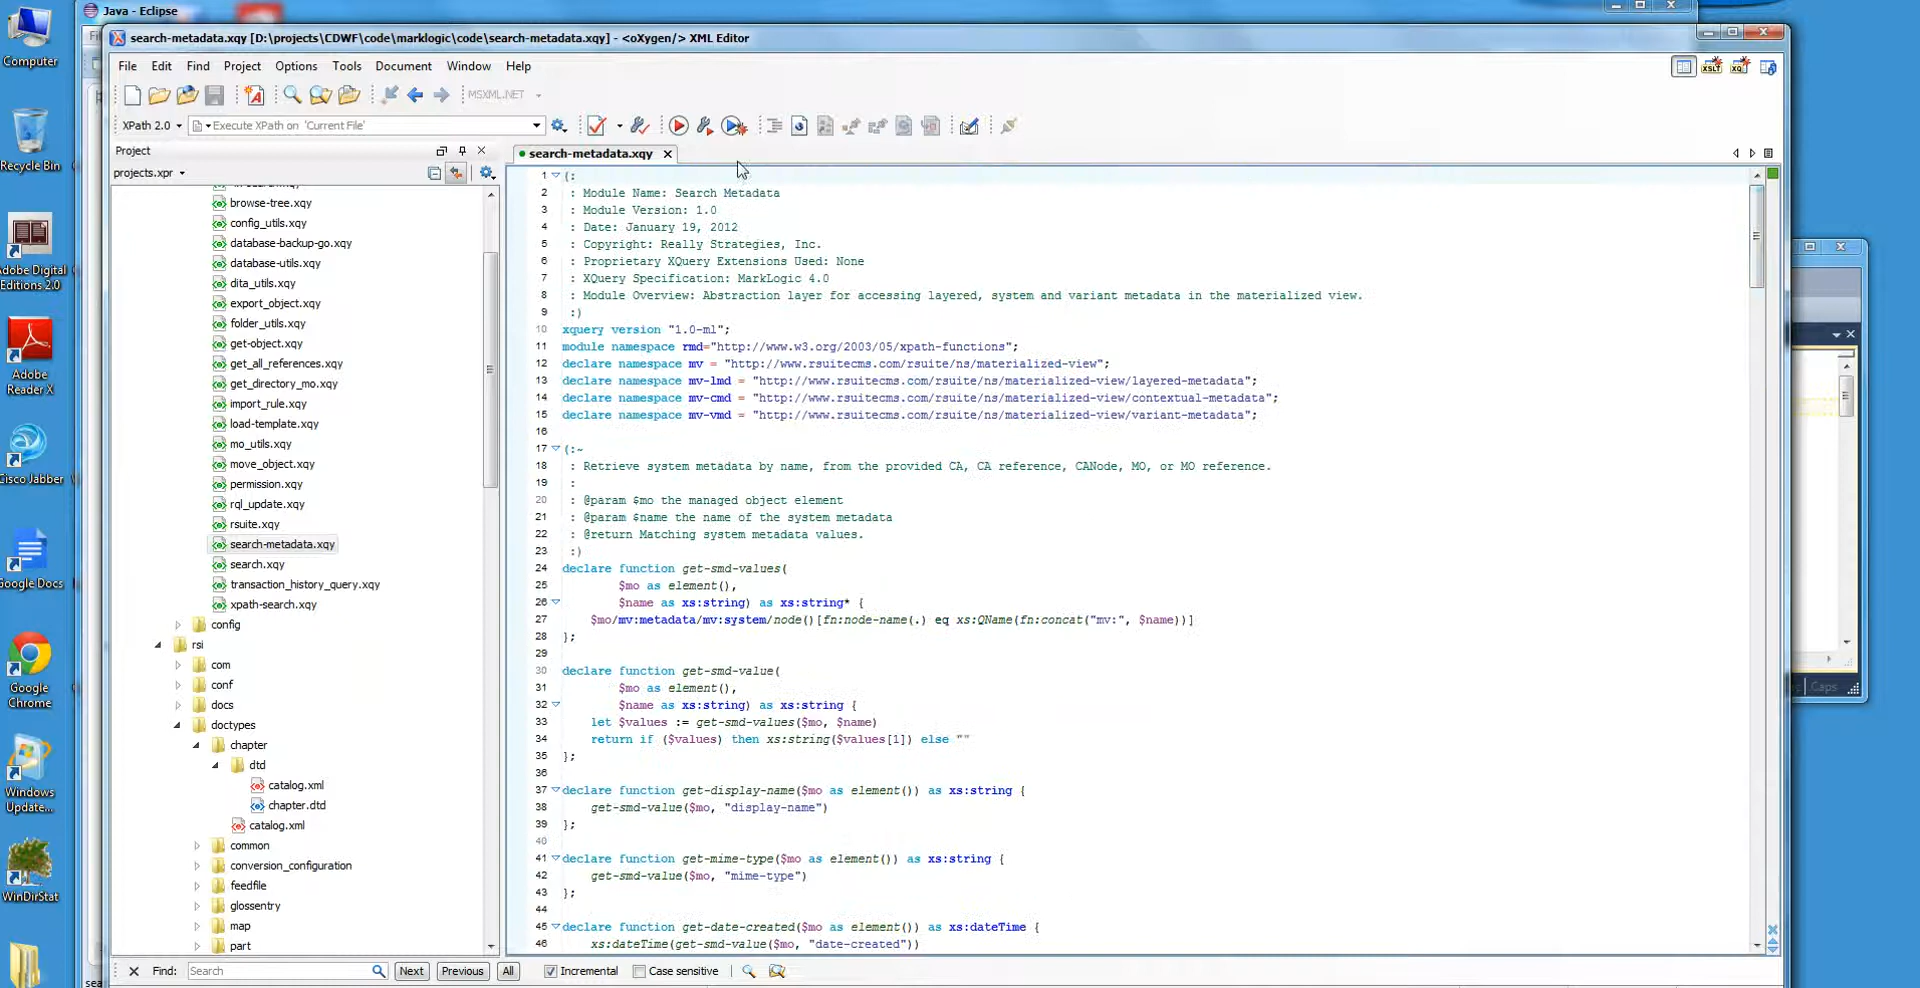 Java - Eclipse
search-metadata.xqy [D:\projects\CDWF\code\marklogic\code\search-metadata.xqy] - <oXygen/> XML Editor
File Edit Find Project Options Tools Document Window Help
MSXML.NET
XPath 2.0 Execute XPath on 'Current File'
Project
projects.xpr
browse-tree.xqy
config_utils.xqy
database-backup-go.xqy
database-utils.xqy
dita_utils.xqy
export_object.xqy
folder_utils.xqy
get-object.xqy
get_all_references.xqy
get_directory_mo.xqy
import_rule.xqy
load-template.xqy
mo_utils.xqy
move_object.xqy
permission.xqy
rql_update.xqy
rsuite.xqy
search-metadata.xqy
search.xqy
transaction_history_query.xqy
xpath-search.xqy
config
rsi
com
conf
docs
doctypes
chapter
dtd
catalog.xml
chapter.dtd
catalog.xml
common
conversion_configuration
feedfile
glossentry
map
part
search-metadata.xqy
1 (:
2 : Module Name: Search Metadata
3 : Module Version: 1.0
4 : Date: January 19, 2012
5 : Copyright: Really Strategies, Inc.
6 : Proprietary XQuery Extensions Used: None
7 : XQuery Specification: MarkLogic 4.0
8 : Module Overview: Abstraction layer for accessing layered, system and variant metadata in the materialized view.
9 :)
10 xquery version "1.0-ml";
11 module namespace rmd="http://www.w3.org/2003/05/xpath-functions";
12 declare namespace mv = "http://www.rsuitecms.com/rsuite/ns/materialized-view";
13 declare namespace mv-lmd = "http://www.rsuitecms.com/rsuite/ns/materialized-view/layered-metadata";
14 declare namespace mv-cmd = "http://www.rsuitecms.com/rsuite/ns/materialized-view/contextual-metadata";
15 declare namespace mv-vmd = "http://www.rsuitecms.com/rsuite/ns/materialized-view/variant-metadata";
16
17 (:~
18 : Retrieve system metadata by name, from the provided CA, CA reference, CANode, MO, or MO reference.
19 :
20 : @param $mo the managed object element
21 : @param $name the name of the system metadata
22 : @return Matching system metadata values.
23 :)
24 declare function get-smd-values(
25 $mo as element(),
26 $name as xs:string) as xs:string* {
27 $mo/mv:metadata/mv:system/node()[fn:node-name(.) eq xs:QName(fn:concat("mv:", $name))]
28 };
29
30 declare function get-smd-value(
31 $mo as element(),
32 $name as xs:string) as xs:string {
33 let $values := get-smd-values($mo, $name)
34 return if ($values) then xs:string($values[1]) else ""
35 };
36
37 declare function get-display-name($mo as element()) as xs:string {
38 get-smd-value($mo, "display-name")
39 };
40
41 declare function get-mime-type($mo as element()) as xs:string {
42 get-smd-value($mo, "mime-type")
43 };
44
45 declare function get-date-created($mo as element()) as xs:dateTime {
46 xs:dateTime(get-smd-value($mo, "date-created"))
Find: Search Next Previous All Incremental Case sensitive
Computer
Recycle Bin
Adobe Digital
Editions 2.0
Adobe
Reader X
Cisco Jabber
Google Docs
Google
Chrome
Windows
Update...
WinDirStat
Caps